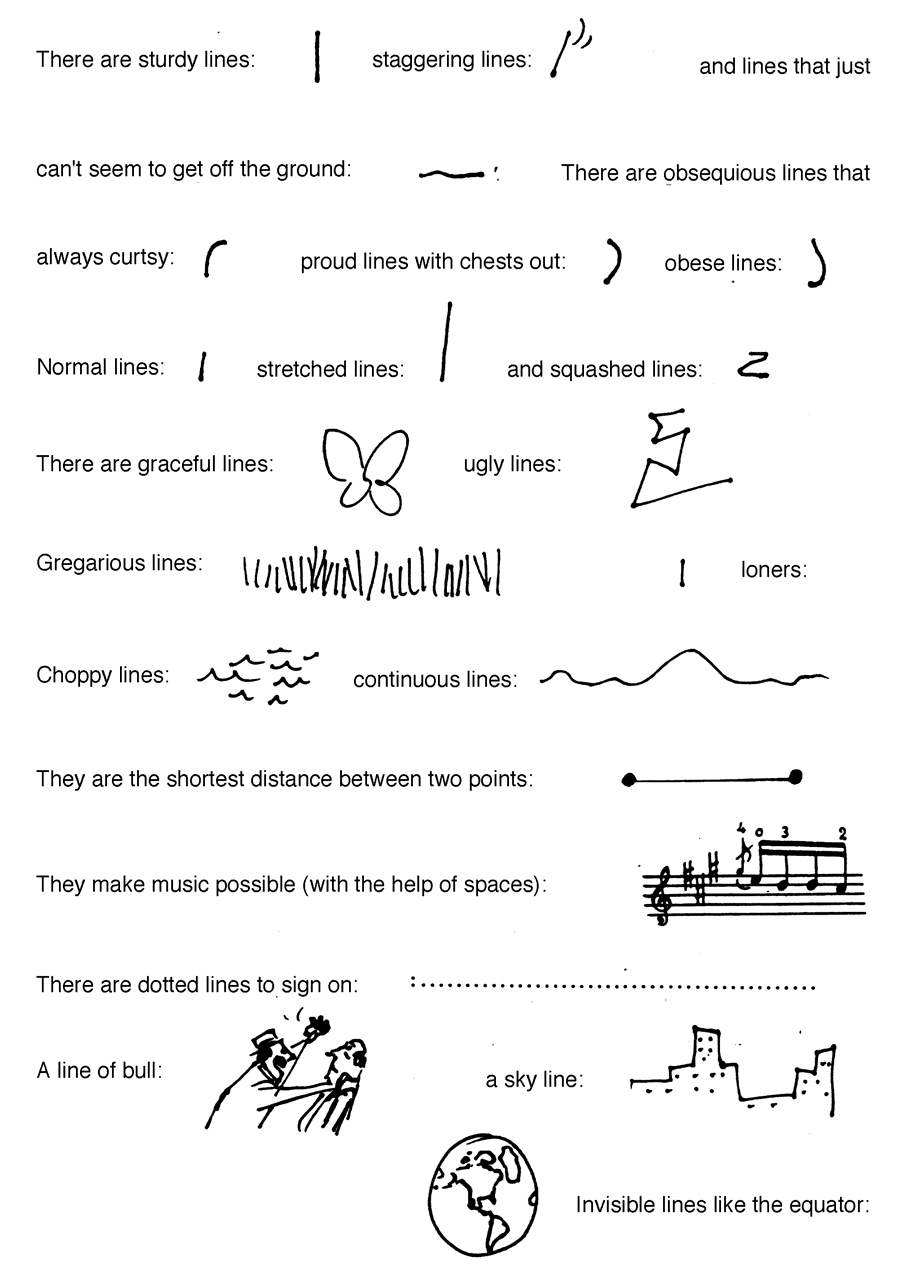 There are sturdy lines: staggering lines: and lines that just
can't seem to get off the ground: There are obsequious lines that
always curtsy: proud lines with chests out: obese lines:
Normal lines: stretched lines: and squashed lines:
There are graceful lines: ugly lines:
Gregarious lines: loners:
Choppy lines: continuous lines:
They are the shortest distance between two points:
4 0 3 2
They make music possible (with the help of spaces):
There are dotted lines to sign on:
A line of bull: a sky line:
Invisible lines like the equator: